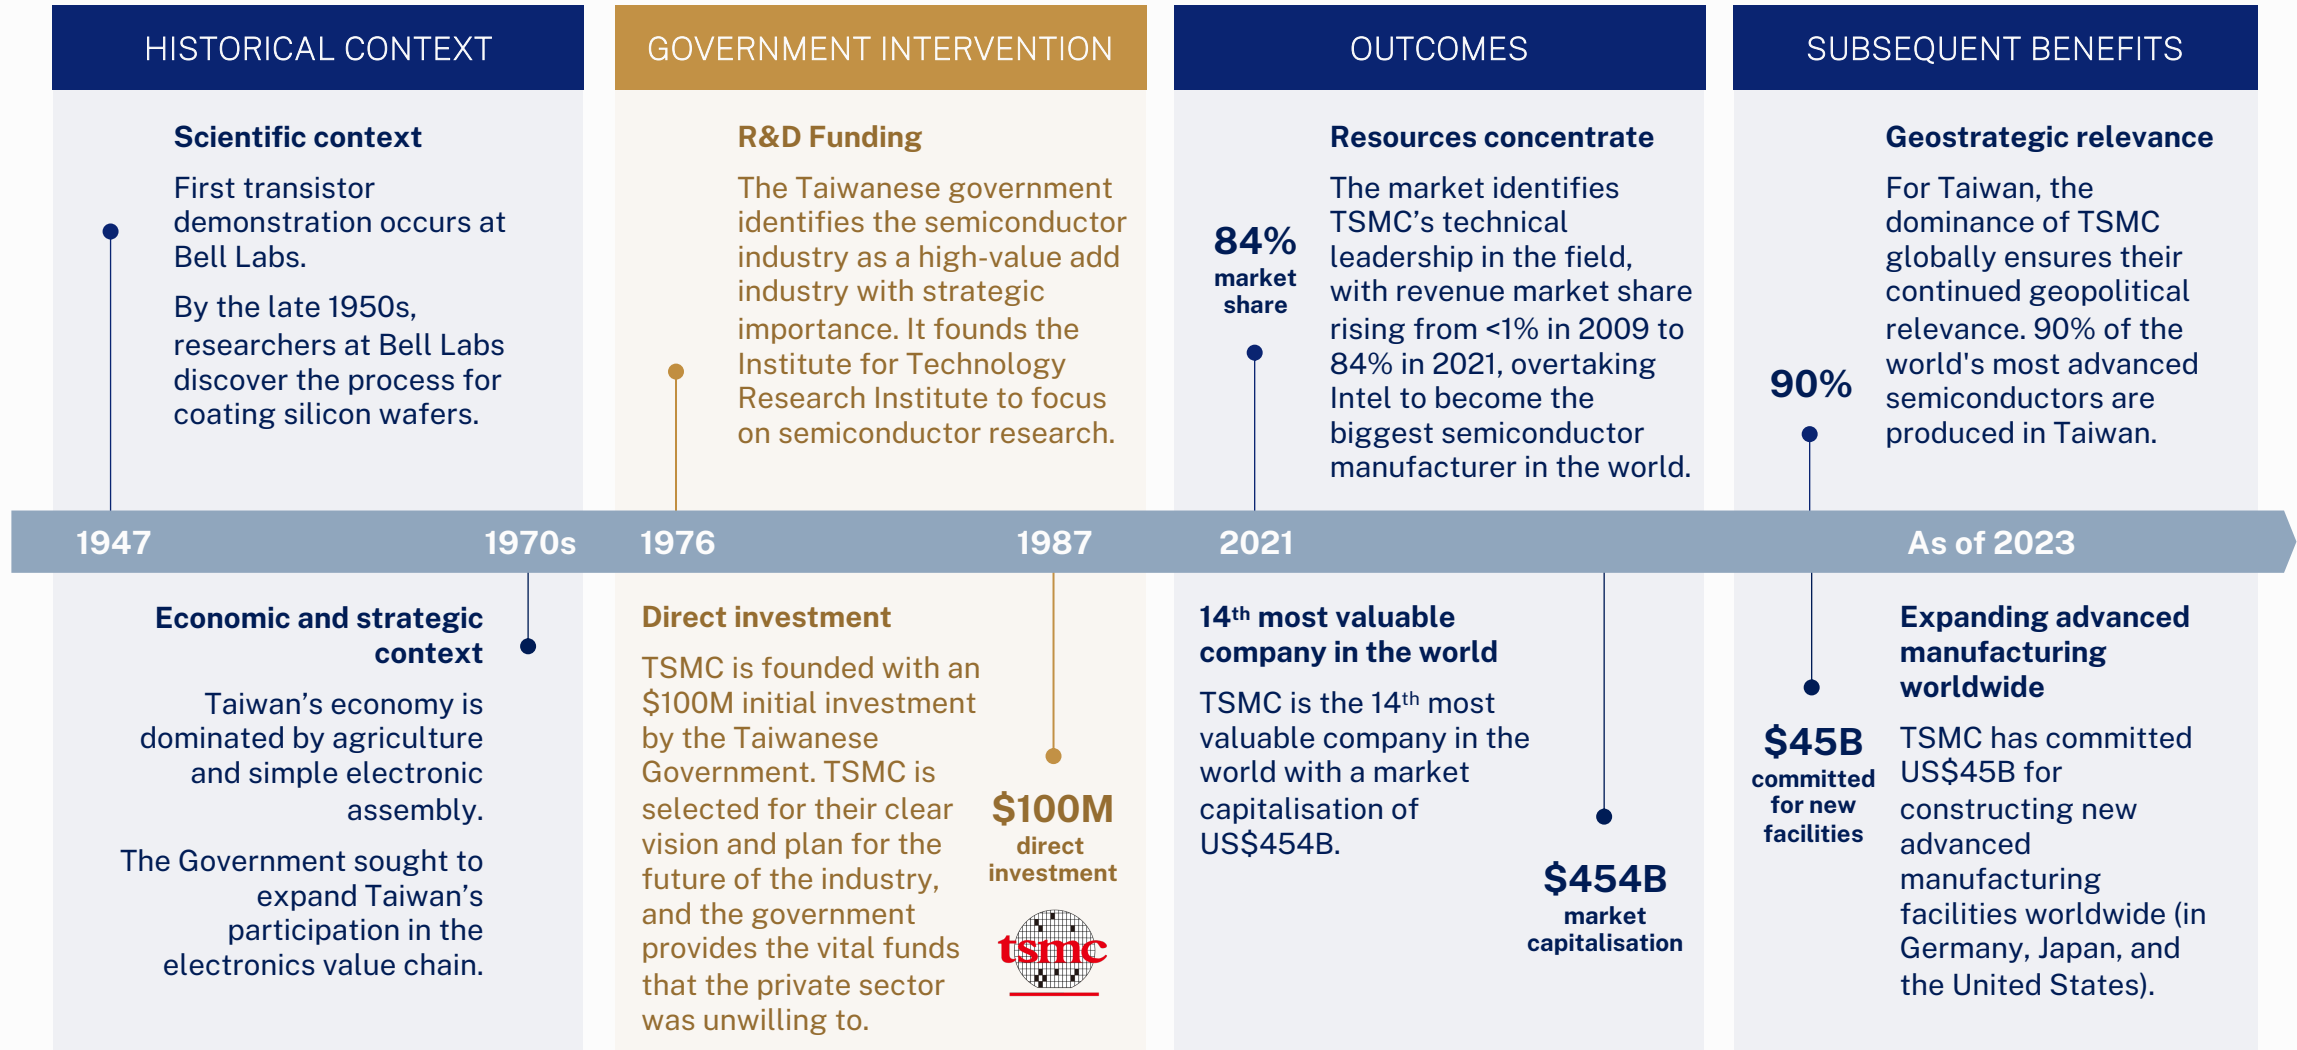 HISTORICAL CONTEXT
Scientific context
First transistor
demonstration occurs at
Bell Labs.
By the late 1950s,
researchers at Bell Labs
discover the process for
coating silicon wafers.
GOVERNMENT INTERVENTION
R&D Funding
The Taiwanese government
identifies the semiconductor
industry as a high-value add
industry with strategic
importance. It founds the
Institute for Technology
Research Institute to focus
on semiconductor research.
OUTCOMES
84%
market
share
Resources concentrate
The market identifies
TSMC’s technical
leadership in the field,
with revenue market share
rising from <1% in 2009 to
84% in 2021, overtaking
Intel to become the
biggest semiconductor
manufacturer in the world.
SUBSEQUENT BENEFITS
90%
Geostrategic relevance
For Taiwan, the
dominance of TSMC
globally ensures their
continued geopolitical
relevance. 90% of the
world's most advanced
semiconductors are
produced in Taiwan.
1947
1970s
1976
1987
2021
As of 2023
Economic and strategic
context
Taiwan’s economy is
dominated by agriculture
and simple electronic
assembly.
The Government sought to
expand Taiwan’s
participation in the
electronics value chain.
Direct investment
TSMC is founded with an
$100M initial investment
by the Taiwanese
Government. TSMC is
selected for their clear
vision and plan for the
future of the industry,
and the government
provides the vital funds
that the private sector
was unwilling to.
$100M
direct
investment
tsmc
14th most valuable
company in the world
TSMC is the 14th most
valuable company in the
world with a market
capitalisation of
US$454B.
$454B
market
capitalisation
$45B
committed
for new
facilities
Expanding advanced
manufacturing
worldwide
TSMC has committed
US$45B for
constructing new
advanced
manufacturing
facilities worldwide (in
Germany, Japan, and
the United States).